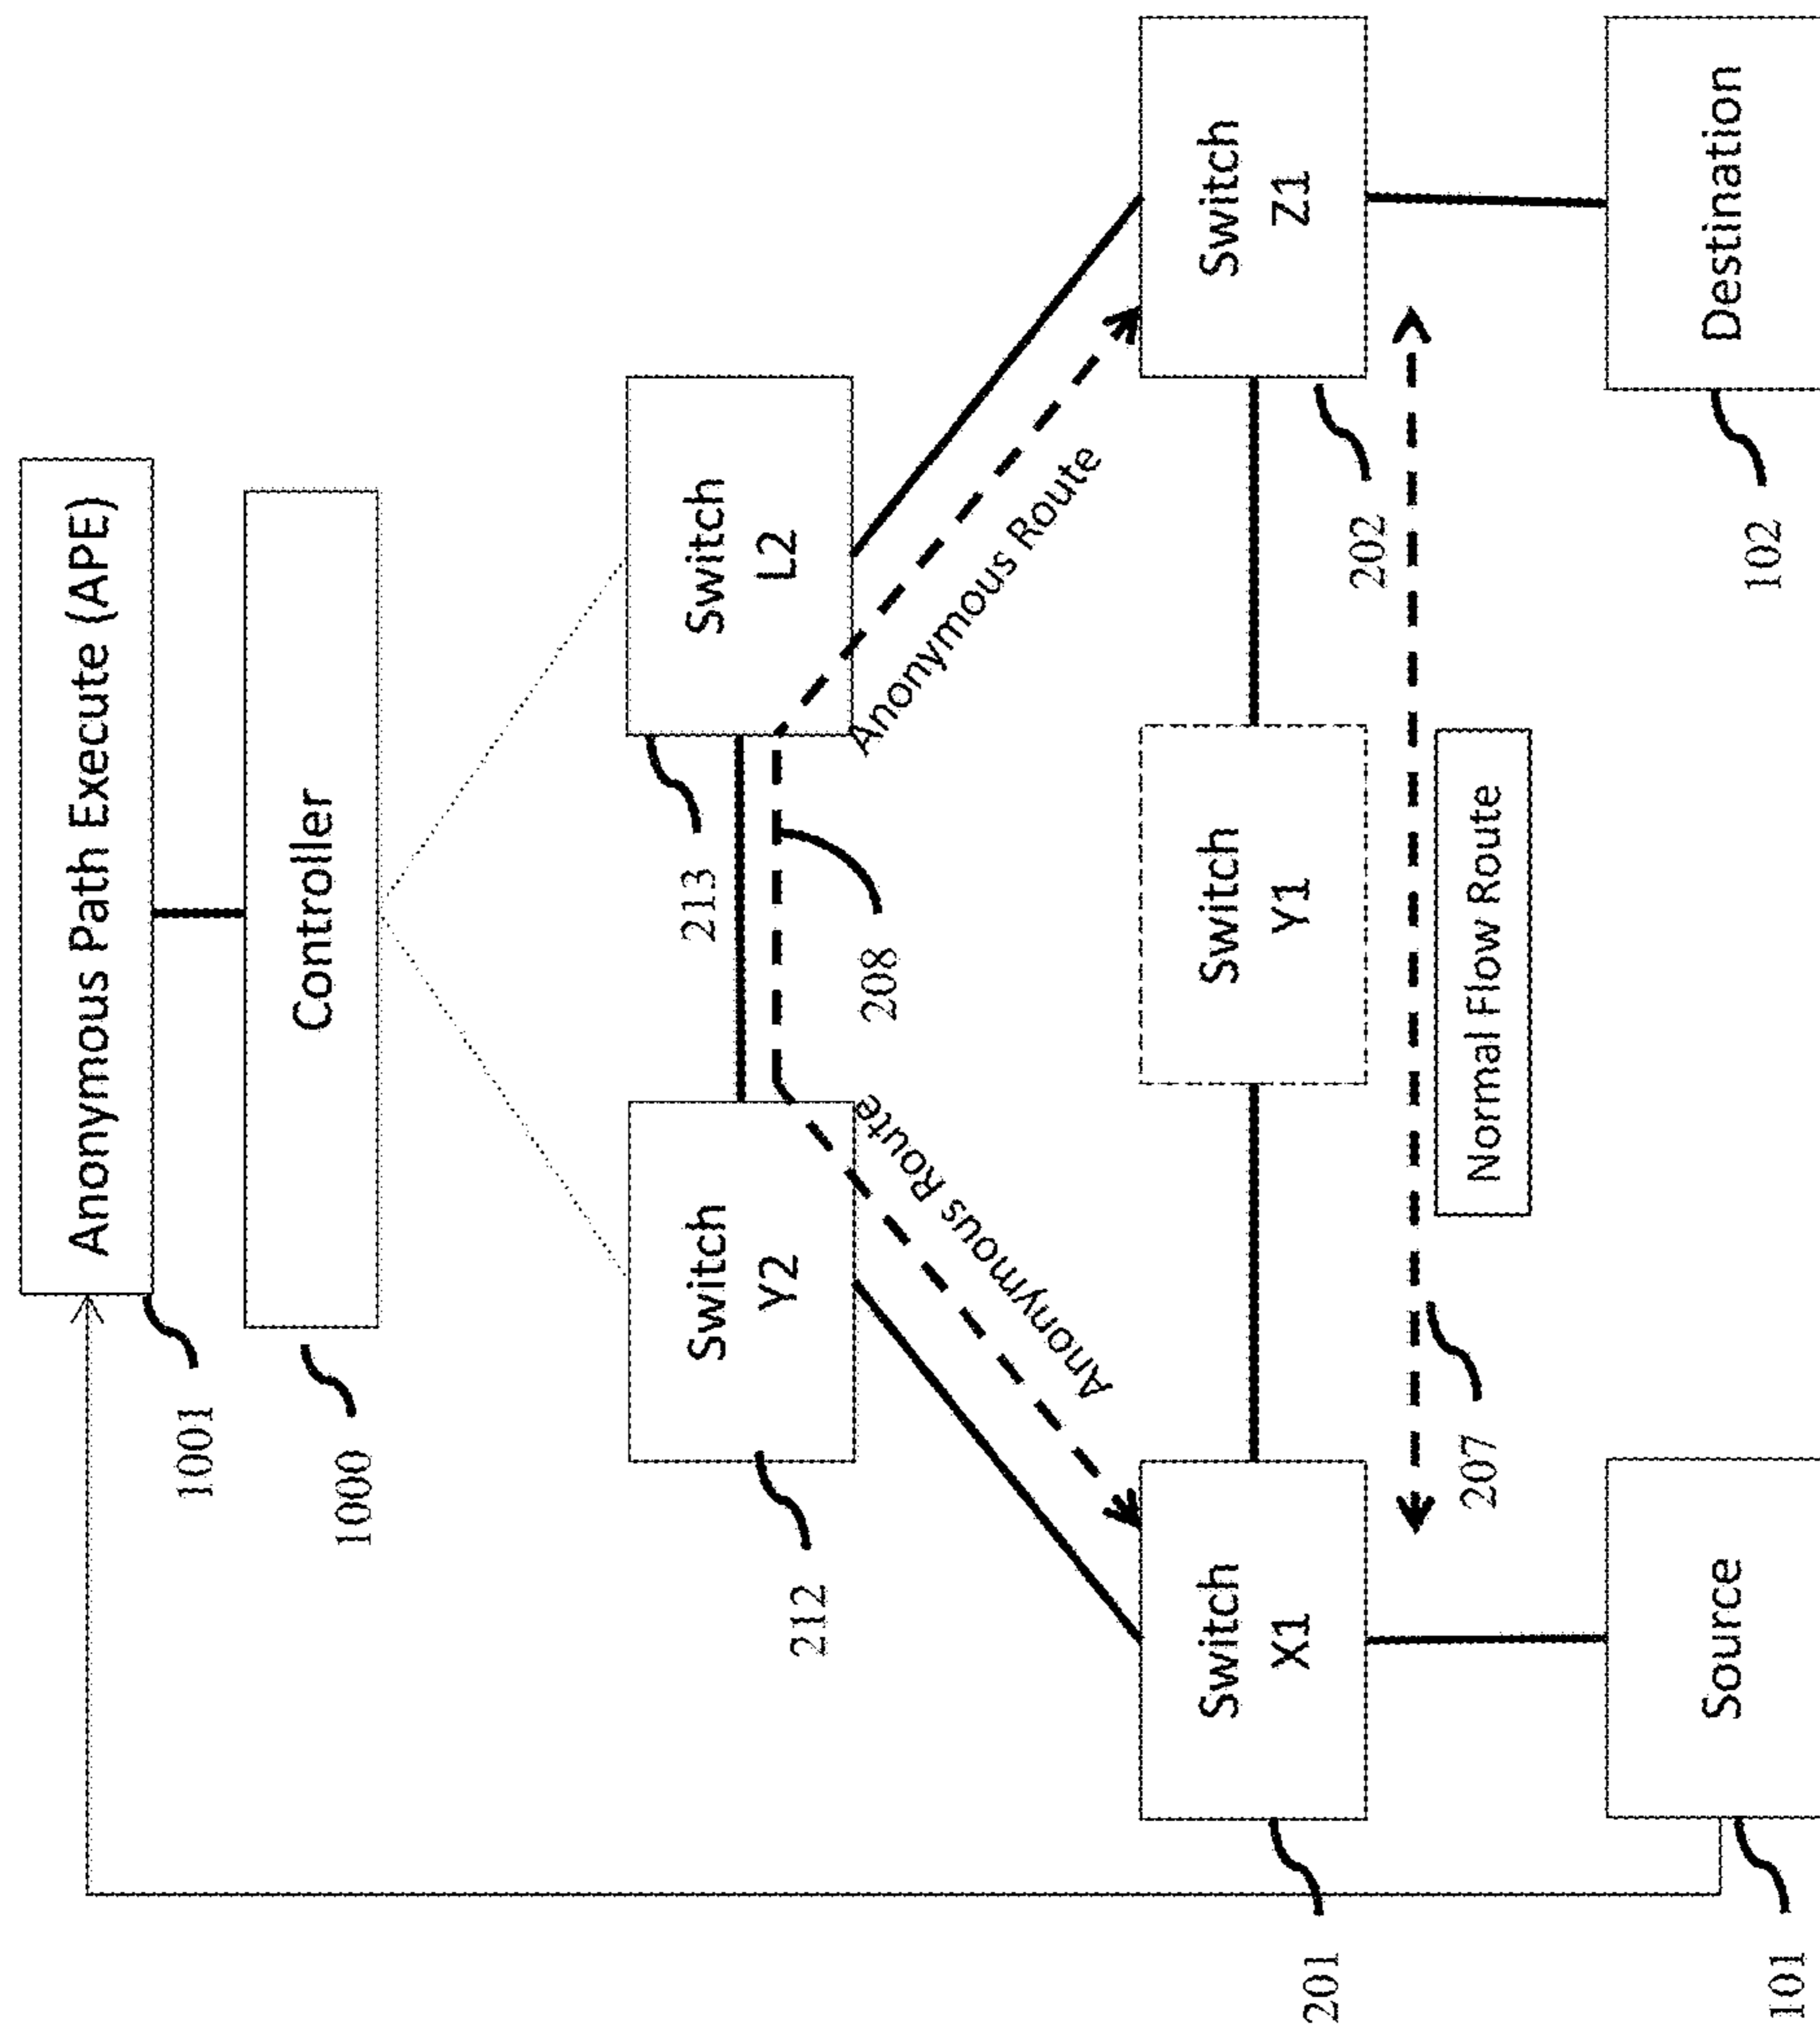 Anonymous Path Execute (APE)
1001
Controller
1000
Switch
Y2
212
Switch
L2
213
208
Anonymous Route
Anonymous Route
Switch
X1
201
Switch
Y1
Switch
Z1
202
207
Normal Flow Route
Source
101
Destination
102